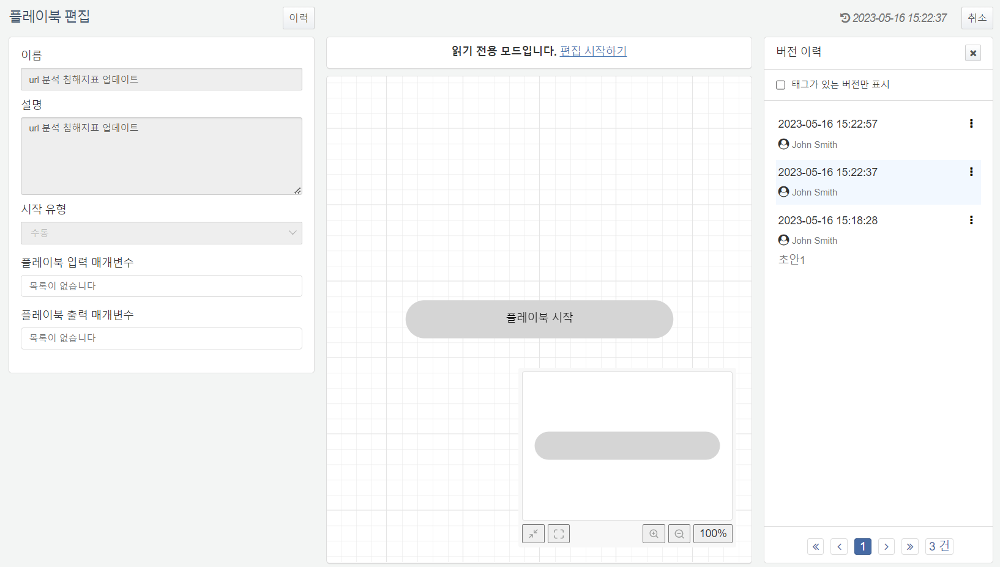 플레이북 편집
이력
2023-05-16 15:22:37
취소
이름
url 분석 침해지표 업데이트
설명
url 분석 침해지표 업데이트
시작 유형
수동
플레이북 입력 매개변수
목록이 없습니다
플레이북 출력 매개변수
목록이 없습니다
읽기 전용 모드입니다. 편집 시작하기
플레이북 시작
100%
버전 이력
태그가 있는 버전만 표시
2023-05-16 15:22:57
John Smith
2023-05-16 15:22:37
John Smith
2023-05-16 15:18:28
John Smith
초안1
« ‹ 1 › » 3 건